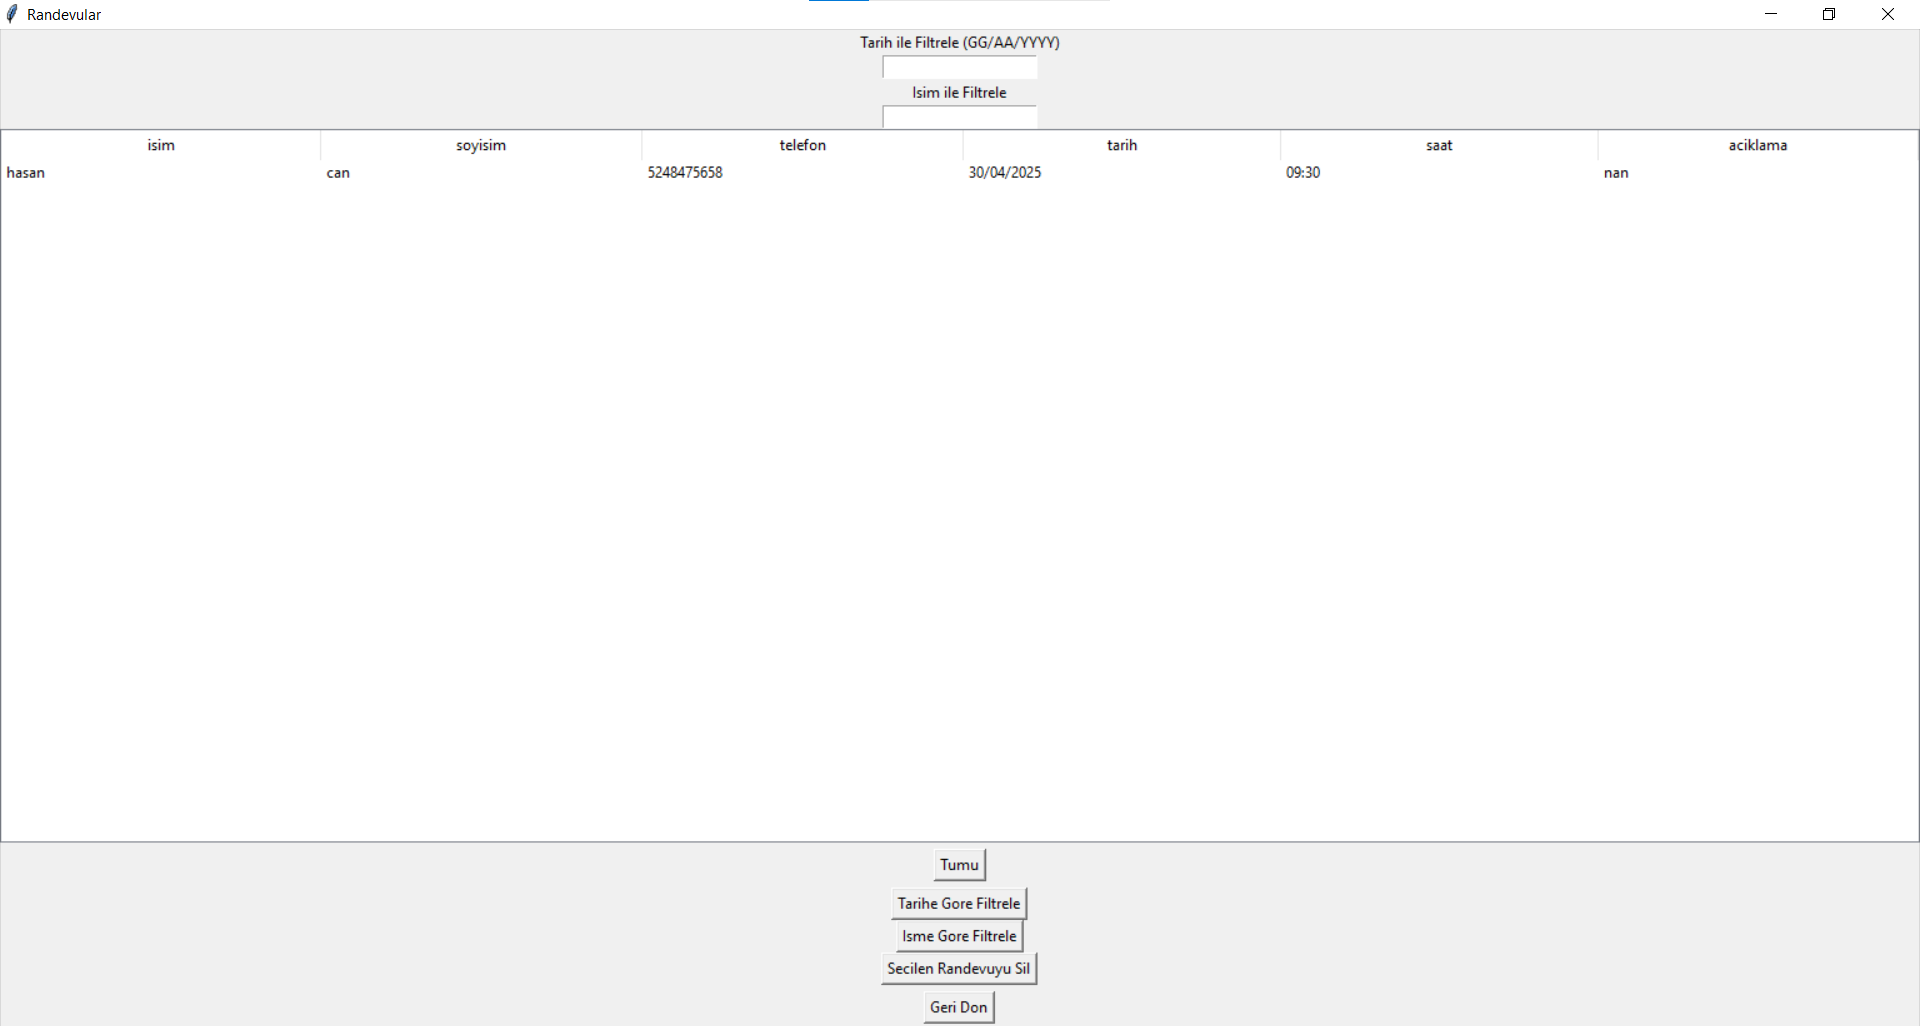 Randevular
Tarih ile Filtrele (GG/AA/YYYY)
Isim ile Filtrele
isim soyisim telefon tarih saat aciklama
hasan can 5248475658 30/04/2025 09:30 nan
Tumu
Tarihe Gore Filtrele
Isme Gore Filtrele
Secilen Randevuyu Sil
Geri Don